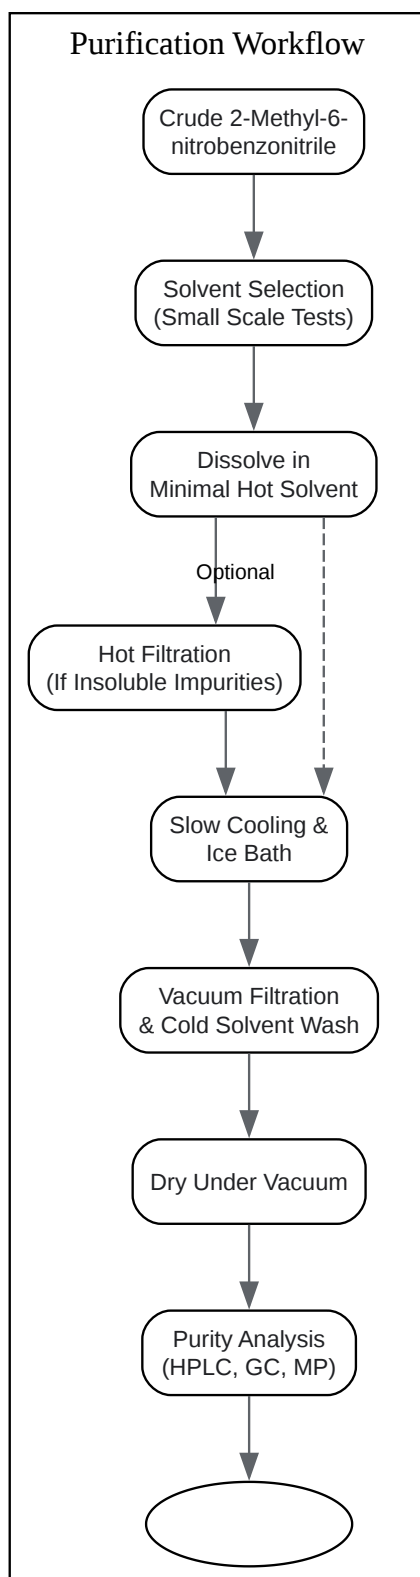 Purification Workflow
Crude 2-Methyl-6-
nitrobenzonitrile
Solvent Selection
(Small Scale Tests)
Dissolve in
Minimal Hot Solvent
Optional
Hot Filtration
(If Insoluble Impurities)
Slow Cooling &
Ice Bath
Vacuum Filtration
& Cold Solvent Wash
Dry Under Vacuum
Purity Analysis
(HPLC, GC, MP)